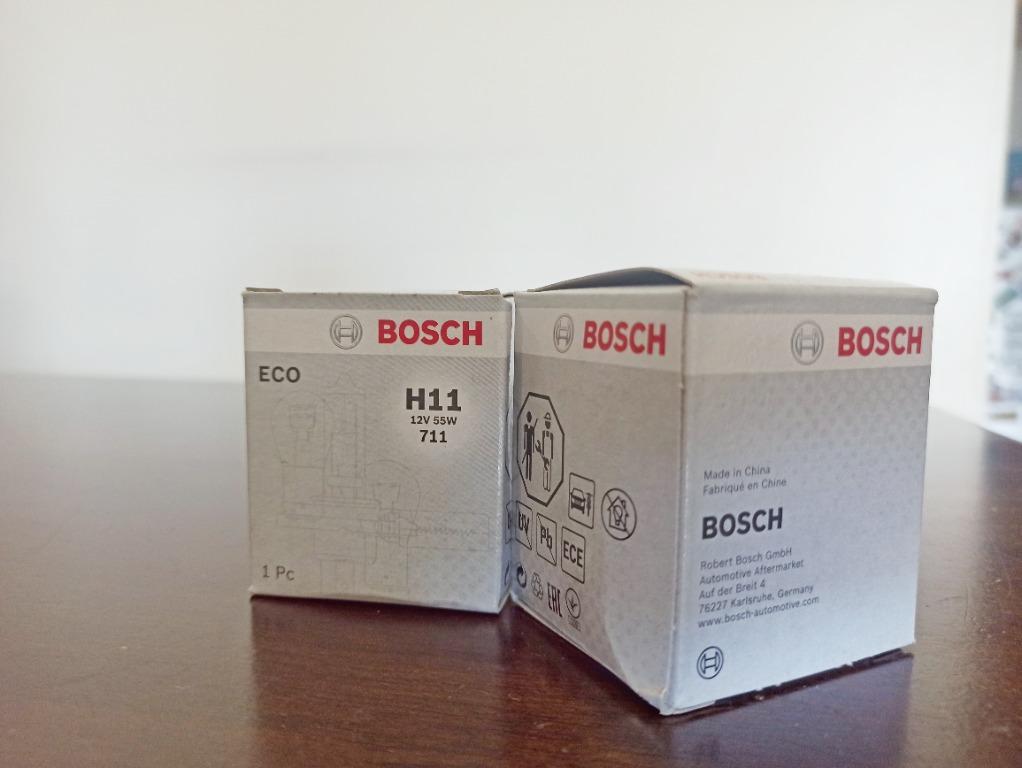 BOSCH
ECO
H11
12V 55W
711
1 Pc
BOSCH
UV
Pb
ECE
EAC
BOSCH
Made in China
Fabriqué en Chine
BOSCH
Robert Bosch GmbH
Automotive Aftermarket
Auf der Breit 4
76227 Karlsruhe, Germany
www.bosch-automotive.com